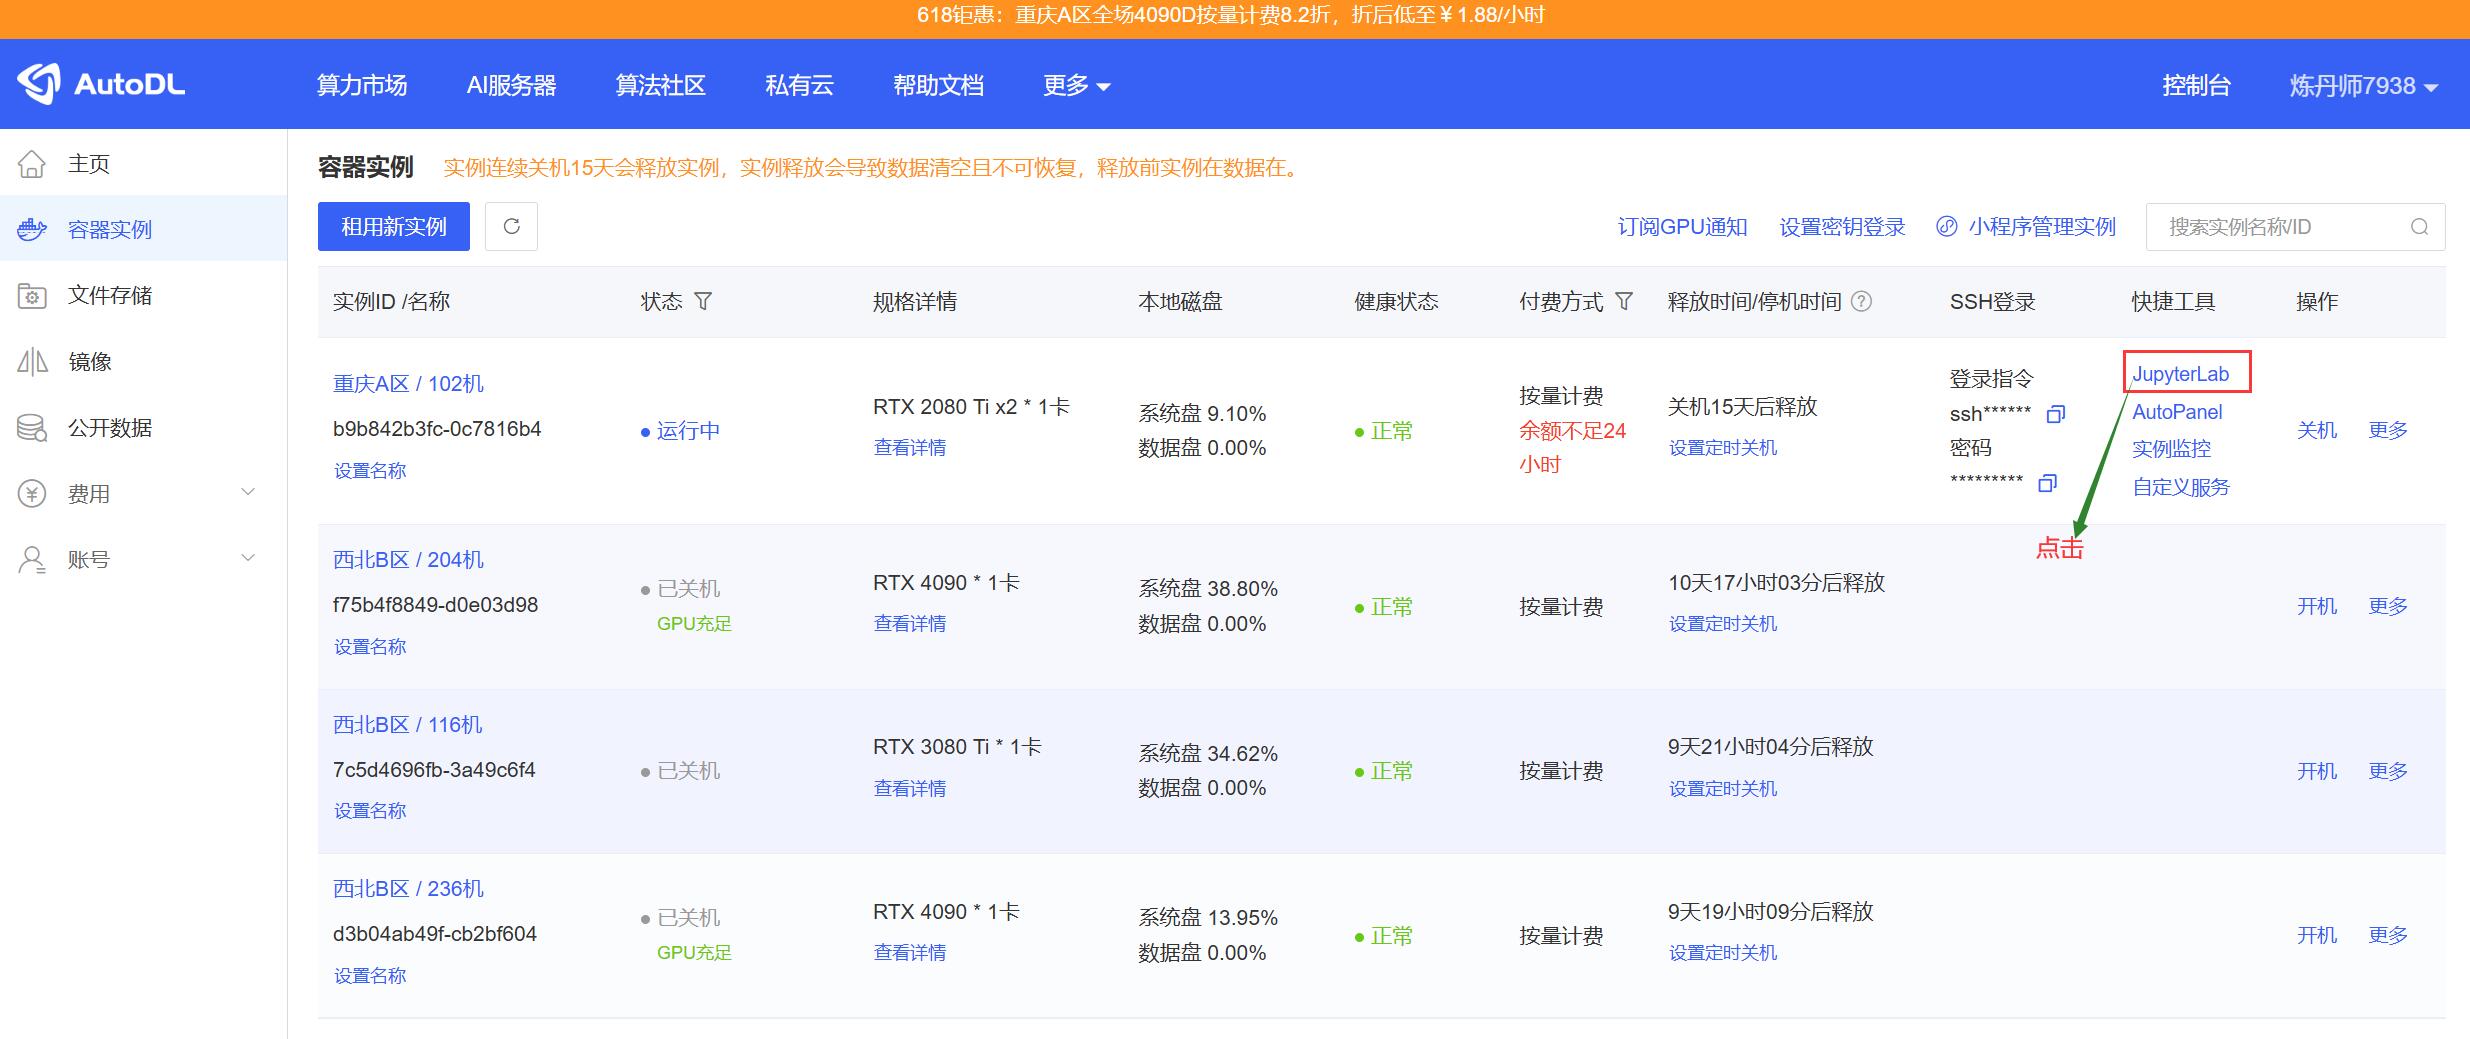 618钜惠：重庆A区全场4090D按量计费8.2折，折后低至￥1.88/小时
AutoDL 算力市场 AI服务器 算法社区 私有云 帮助文档 更多 控制台 炼丹师7938
主页
容器实例
文件存储
镜像
公开数据
费用
账号
容器实例 实例连续关机15天会释放实例，实例释放会导致数据清空且不可恢复，释放前实例在数据在。
租用新实例 订阅GPU通知 设置密钥登录 小程序管理实例 搜索实例名称/ID
实例ID /名称 状态 规格详情 本地磁盘 健康状态 付费方式 释放时间/停机时间 ? SSH登录 快捷工具 操作
重庆A区 / 102机
b9b842b3fc-0c7816b4
设置名称
运行中
RTX 2080 Ti x2 * 1卡
查看详情
系统盘 9.10%
数据盘 0.00%
正常
按量计费
余额不足24
小时
关机15天后释放
设置定时关机
登录指令
ssh******
密码
*********
JupyterLab
AutoPanel
实例监控
自定义服务
关机 更多
点击
西北B区 / 204机
f75b4f8849-d0e03d98
设置名称
已关机
GPU充足
RTX 4090 * 1卡
查看详情
系统盘 38.80%
数据盘 0.00%
正常
按量计费
10天17小时03分后释放
设置定时关机
开机 更多
西北B区 / 116机
7c5d4696fb-3a49c6f4
设置名称
已关机
RTX 3080 Ti * 1卡
查看详情
系统盘 34.62%
数据盘 0.00%
正常
按量计费
9天21小时04分后释放
设置定时关机
开机 更多
西北B区 / 236机
d3b04ab49f-cb2bf604
设置名称
已关机
GPU充足
RTX 4090 * 1卡
查看详情
系统盘 13.95%
数据盘 0.00%
正常
按量计费
9天19小时09分后释放
设置定时关机
开机 更多